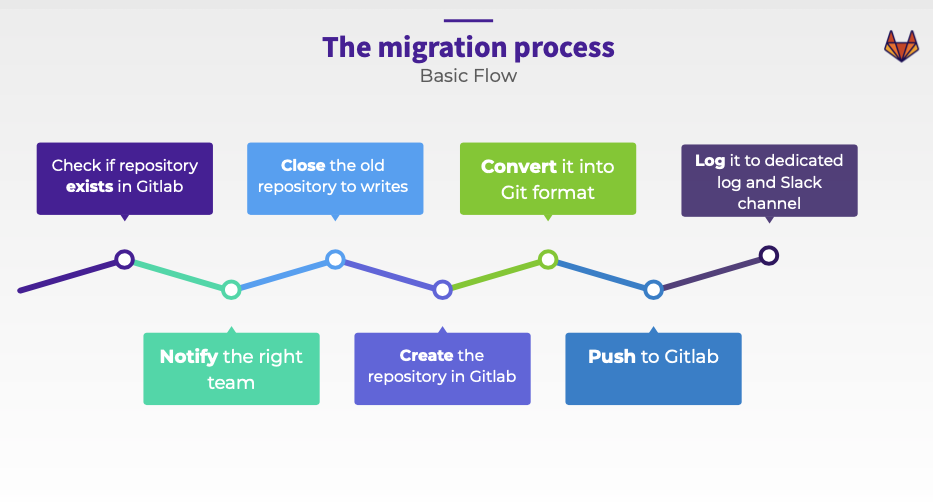 The migration process
Basic Flow
Check if repository
exists in Gitlab
Notify the right
team
Close the old
repository to writes
Create the
repository in Gitlab
Convert it into
Git format
Push to Gitlab
Log it to dedicated
log and Slack
channel